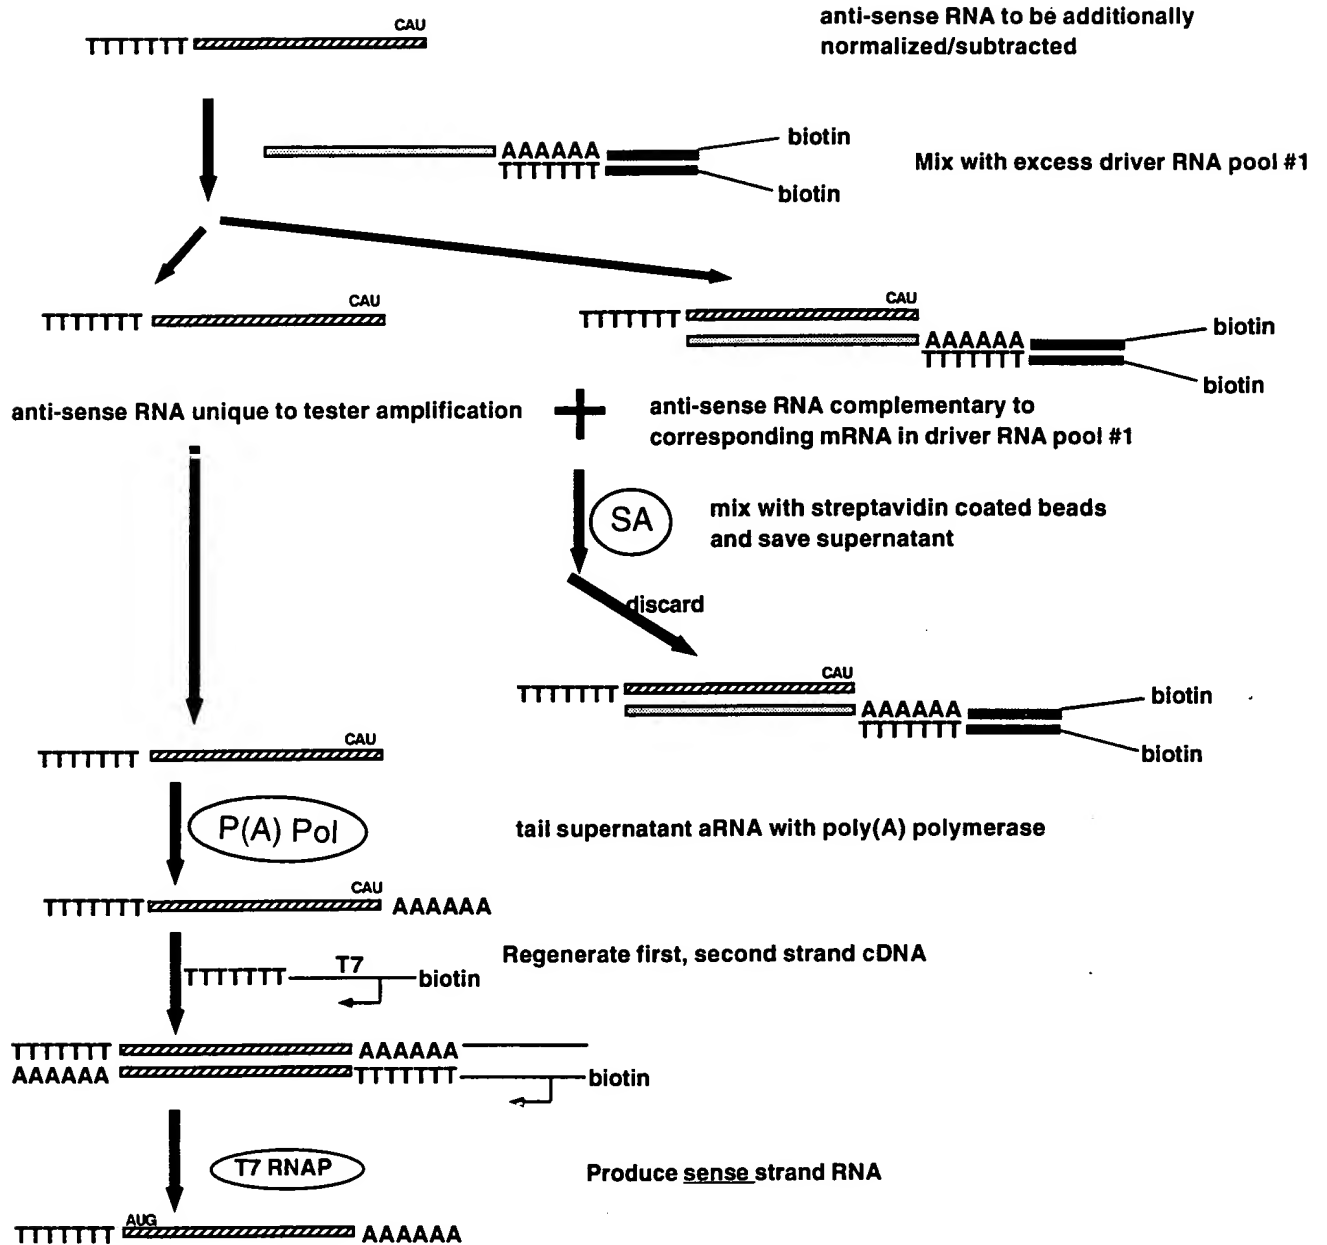 CAU
TTTTTTT
anti-sense RNA to be additionally
normalized/subtracted
AAAAAA
TTTTTTT
biotin
biotin
Mix with excess driver RNA pool #1
CAU
TTTTTTT
CAU
TTTTTTT
AAAAAA
TTTTTTT
biotin
biotin
anti-sense RNA unique to tester amplification
+
anti-sense RNA complementary to
corresponding mRNA in driver RNA pool #1
SA
mix with streptavidin coated beads
and save supernatant
discard
CAU
TTTTTTT
AAAAAA
TTTTTTT
biotin
biotin
CAU
TTTTTTT
P(A) Pol
tail supernatant aRNA with poly(A) polymerase
CAU
TTTTTTT AAAAAA
Regenerate first, second strand cDNA
TTTTTTT T7 biotin
TTTTTTT AAAAAA
AAAAAA TTTTTTT biotin
T7 RNAP
Produce sense strand RNA
AUG
TTTTTTT AAAAAA